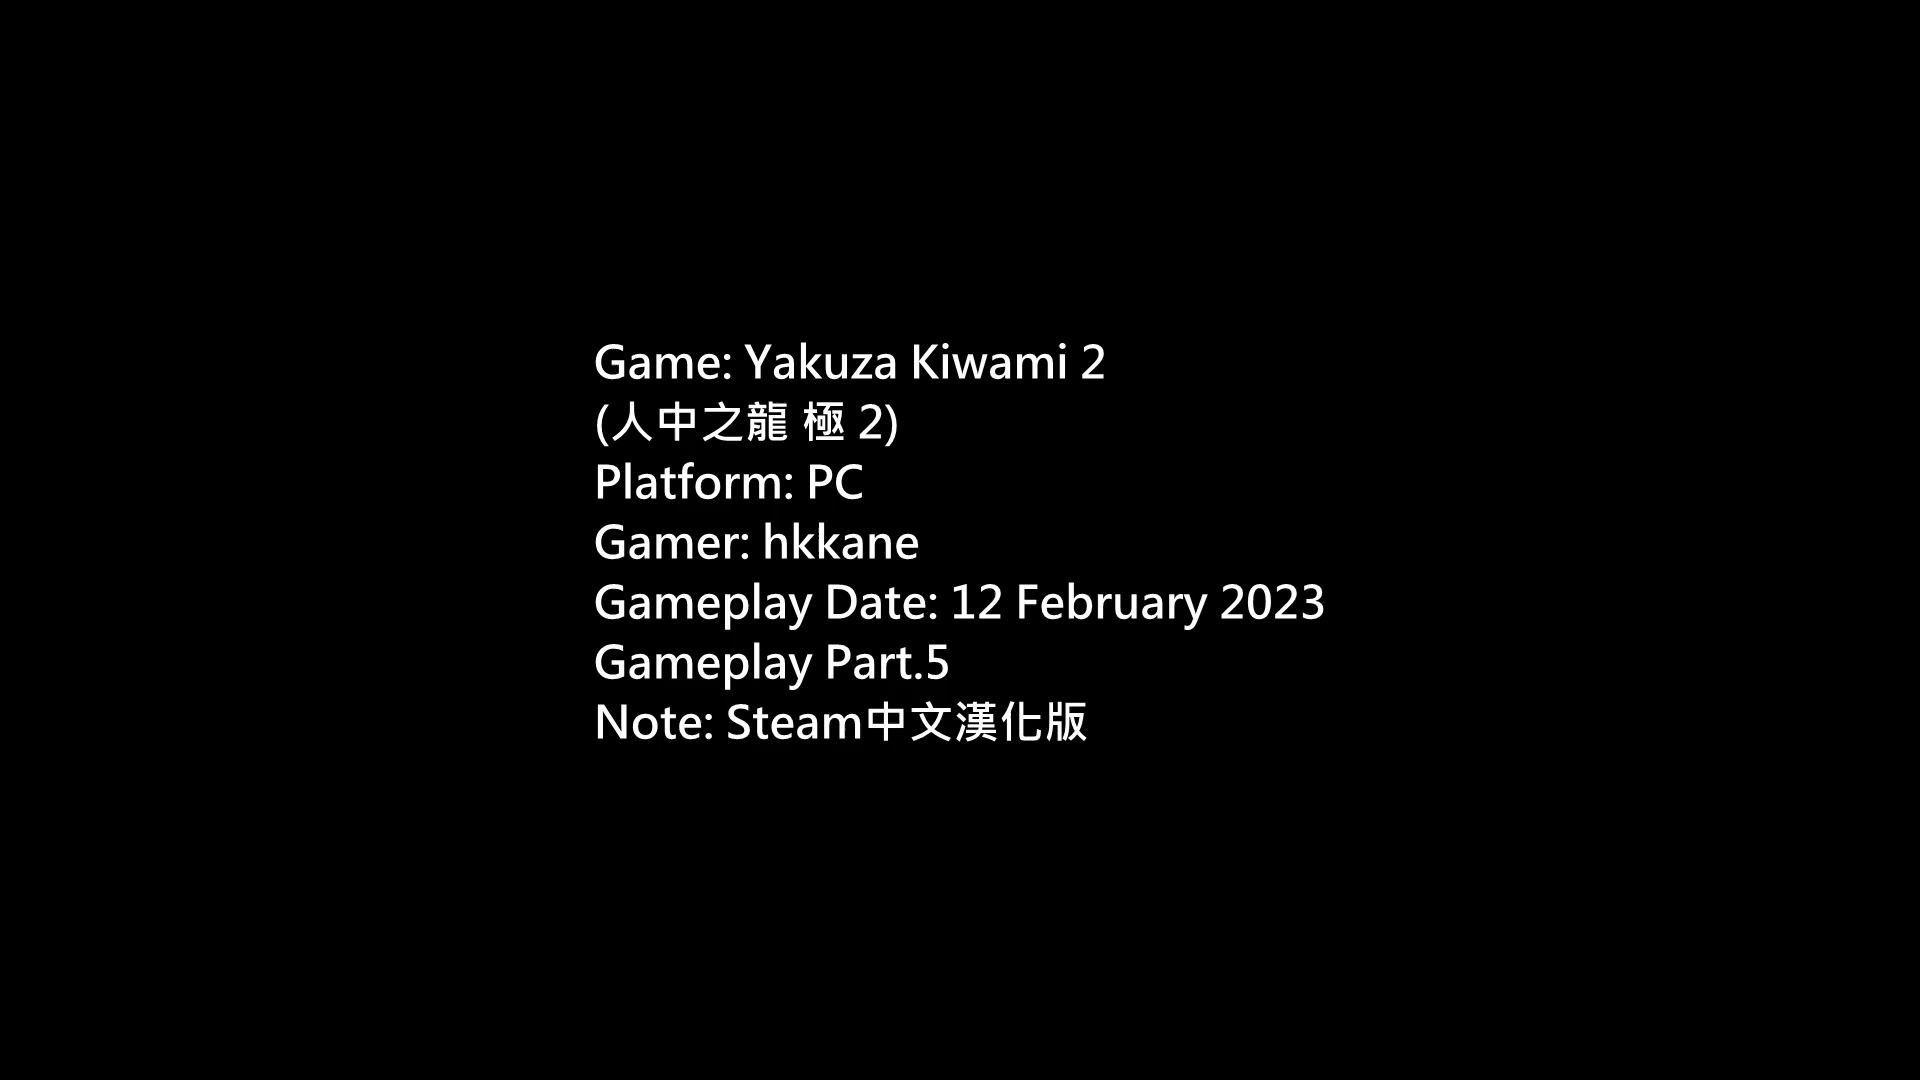 Game: Yakuza Kiwami 2
(人中之龍 極 2)
Platform: PC
Gamer: hkkane
Gameplay Date: 12 February 2023
Gameplay Part.5
Note: Steam中文漢化版